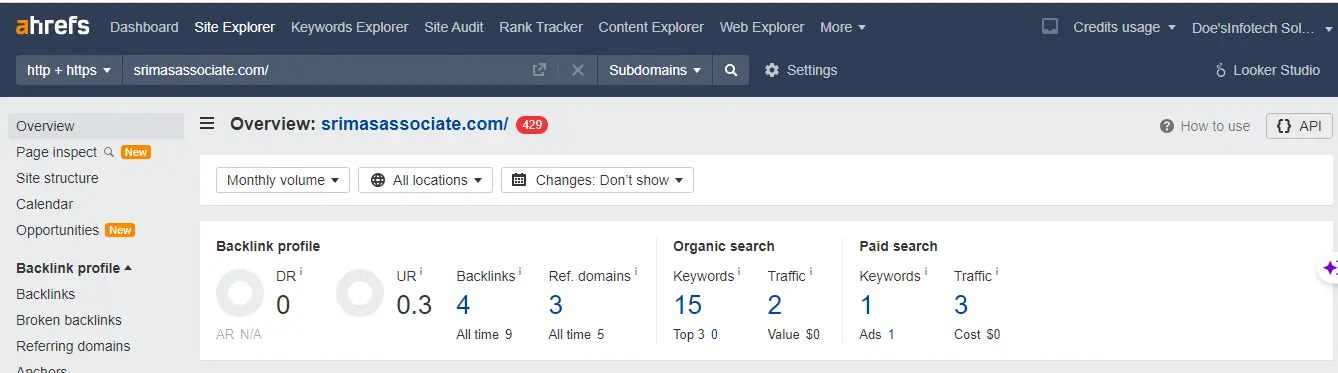 ahrefs Dashboard Site Explorer Keywords Explorer Site Audit Rank Tracker Content Explorer Web Explorer More Credits usage Doe'sInfotech Sol...
http + https srimasassociate.com/ Subdomains Settings Looker Studio
Overview
Page inspect New
Site structure
Calendar
Opportunities New
Backlink profile
Backlinks
Broken backlinks
Referring domains
Anchors
Overview: srimasassociate.com/ 429 How to use {} API
Monthly volume All locations Changes: Don't show
Backlink profile
DR i
0
AR N/A
UR i
0.3
Backlinks i
4
All time 9
Ref. domains i
3
All time 5
Organic search
Keywords i
15
Top 3 0
Traffic i
2
Value $0
Paid search
Keywords i
1
Ads 1
Traffic i
3
Cost $0